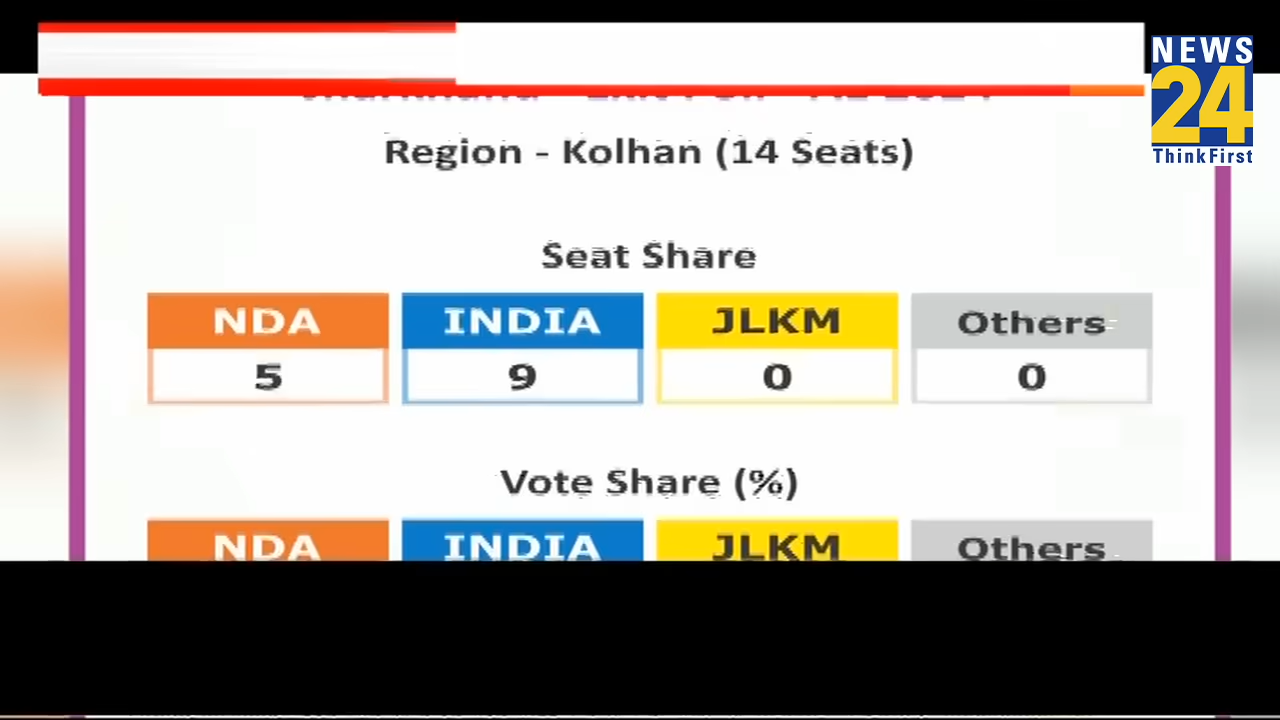 NEWS
24
ThinkFirst
Region - Kolhan (14 Seats)
Seat Share
NDA INDIA JLKM Others
5 9 0 0
Vote Share (%)
NDA INDIA JLKM Others